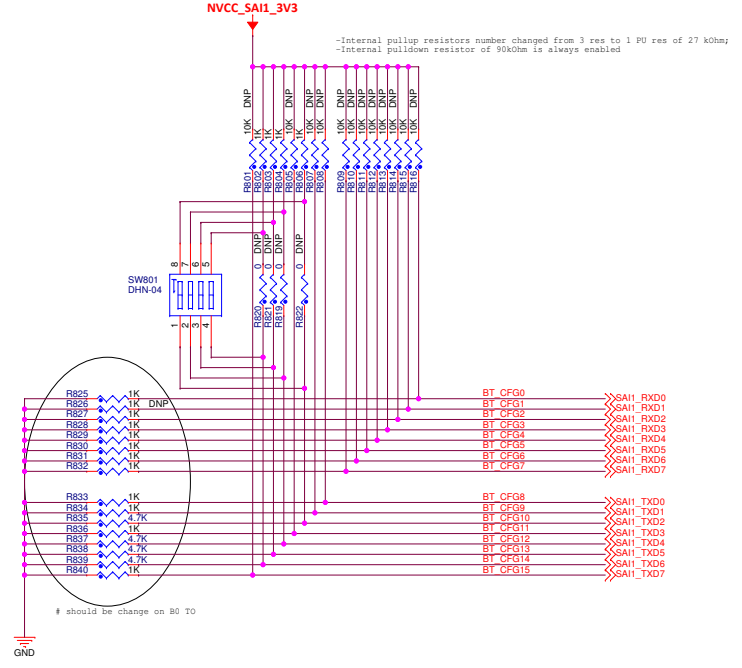 NVCC_SAI1_3V3
-Internal pullup resistors number changed from 3 res to 1 PU res of 27 kOhm;
-Internal pulldown resistor of 90kOhm is always enabled
10K DNP
1K
1K
1K
10K DNP
1K
10K DNP
10K DNP
10K DNP
10K DNP
10K DNP
10K DNP
10K DNP
10K DNP
10K DNP
10K DNP
R801
R802
R803
R804
R805
R806
R807
R808
R809
R810
R811
R812
R813
R814
R815
R816
8
7
6
5
SW801
DHN-04
1
2
3
4
0 DNP
0 DNP
0 DNP
0 DNP
R820
R821
R819
R822
R825 1K BT_CFG0 SAI1_RXD0
R826 1K DNP BT_CFG1 SAI1_RXD1
R827 1K BT_CFG2 SAI1_RXD2
R828 1K BT_CFG3 SAI1_RXD3
R829 1K BT_CFG4 SAI1_RXD4
R830 1K BT_CFG5 SAI1_RXD5
R831 1K BT_CFG6 SAI1_RXD6
R832 1K BT_CFG7 SAI1_RXD7
R833 1K BT_CFG8 SAI1_TXD0
R834 1K BT_CFG9 SAI1_TXD1
R835 4.7K BT_CFG10 SAI1_TXD2
R836 1K BT_CFG11 SAI1_TXD3
R837 4.7K BT_CFG12 SAI1_TXD4
R838 4.7K BT_CFG13 SAI1_TXD5
R839 4.7K BT_CFG14 SAI1_TXD6
R840 1K BT_CFG15 SAI1_TXD7
# should be change on B0 TO
GND